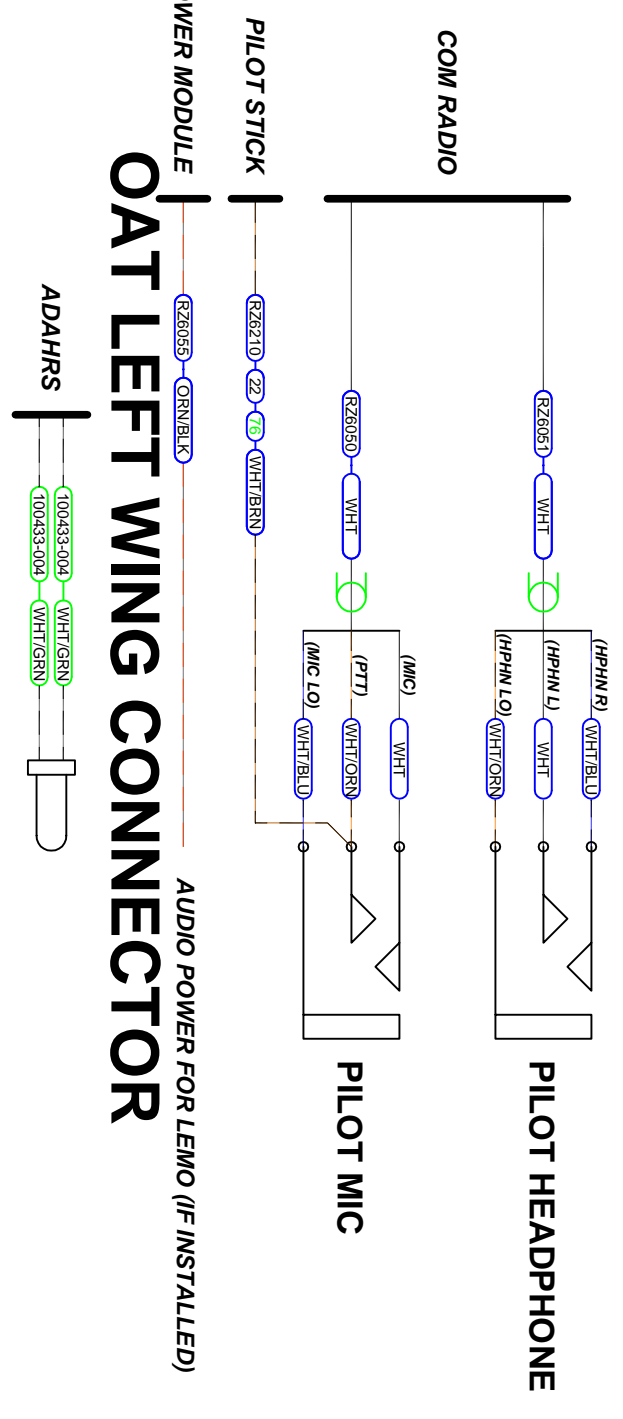 (HPHN R)
WHT/BLU
COM RADIO
RZ6051
WHT
(HPHN L)
WHT
PILOT HEADPHONE
(HPHN LO)
WHT/ORN
(MIC)
WHT
RZ6050
WHT
(PTT)
WHT/ORN
PILOT MIC
(MIC LO)
WHT/BLU
PILOT STICK
RZ6210
22
76
WHT/BRN
OWER MODULE
RZ6055
ORN/BLK
AUDIO POWER FOR LEMO (IF INSTALLED)
OAT LEFT WING CONNECTOR
ADAHRS
100433-004
WHT/GRN
100433-004
WHT/GRN